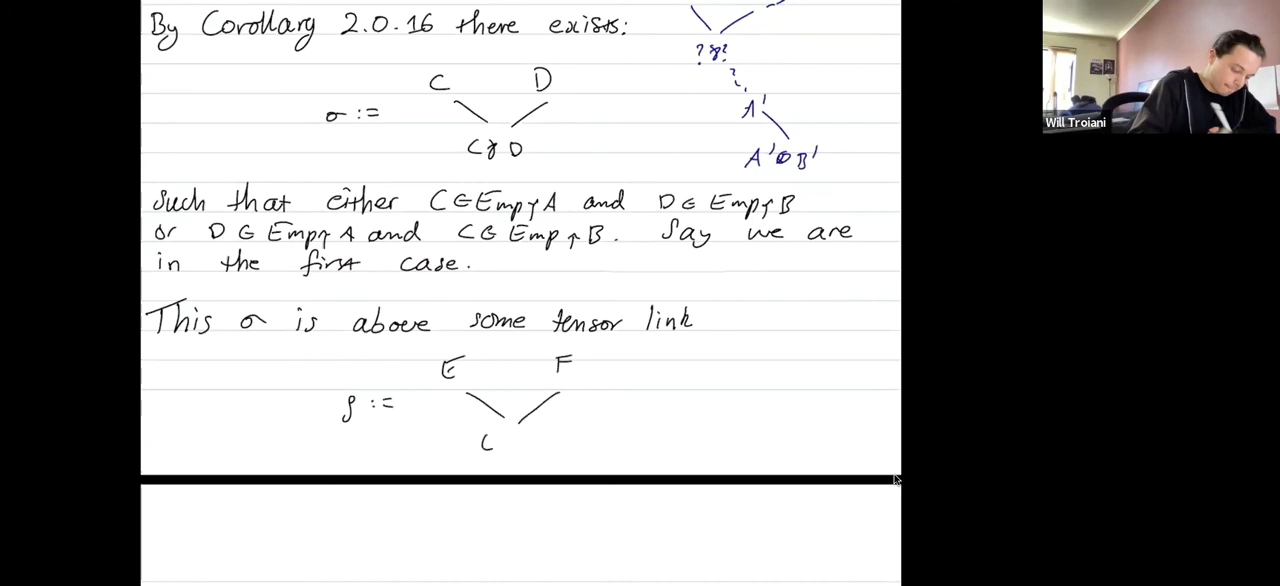 By Corollary 2.0.16 there exists:
? ⅋ ?
?
C D
σ :=
A'
C ⅋ D
A' ⊗ B'
such that either C ∈ Emp↑A and D ∈ Emp↑B
or D ∈ Emp↑A and C ∈ Emp↑B. Say we are
in the first case.
This σ is above some tensor link
E F
ρ :=
C
Will Troiani